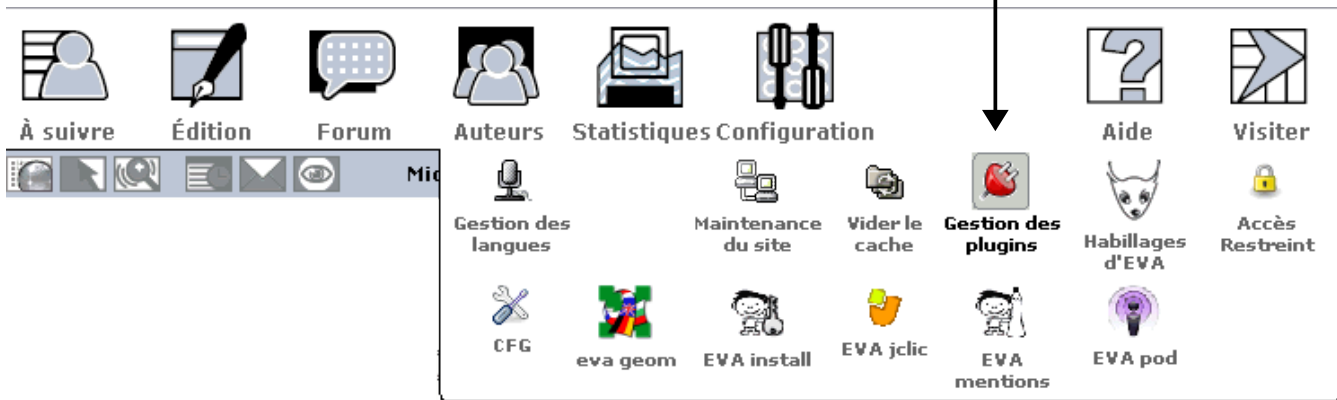 À suivre Édition Forum Auteurs Statistiques Configuration Aide Visiter
Gestion des langues
Maintenance du site
Vider le cache
Gestion des plugins
Habillages d'EVA
Accès Restreint
CFG
eva geom
EVA install
EVA jclic
EVA mentions
EVA pod